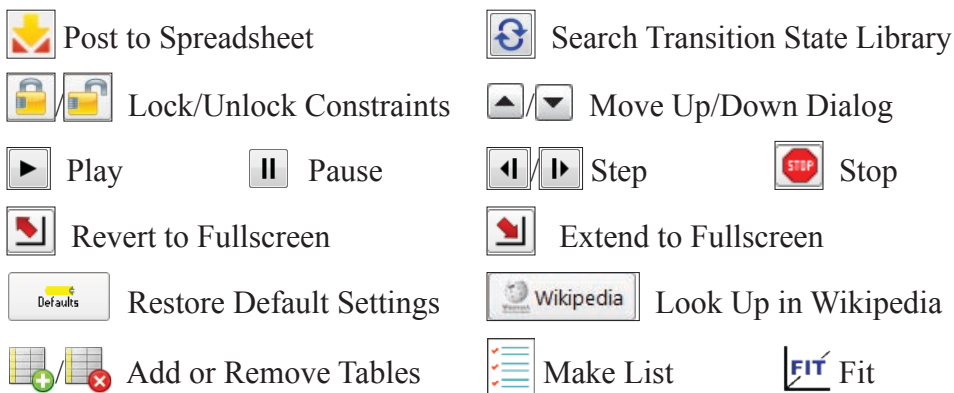 Post to Spreadsheet Search Transition State Library
/ Lock/Unlock Constraints / Move Up/Down Dialog
Play Pause / Step STOP Stop
Revert to Fullscreen Extend to Fullscreen
Defaults Restore Default Settings Wikipedia Look Up in Wikipedia
/ Add or Remove Tables Make List FIT Fit